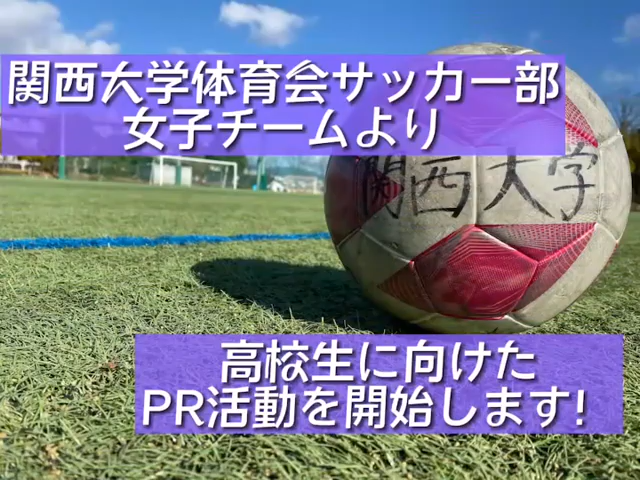 関西大学体育会サッカー部
女子チームより
関西大学
高校生に向けた
PR活動を開始します!